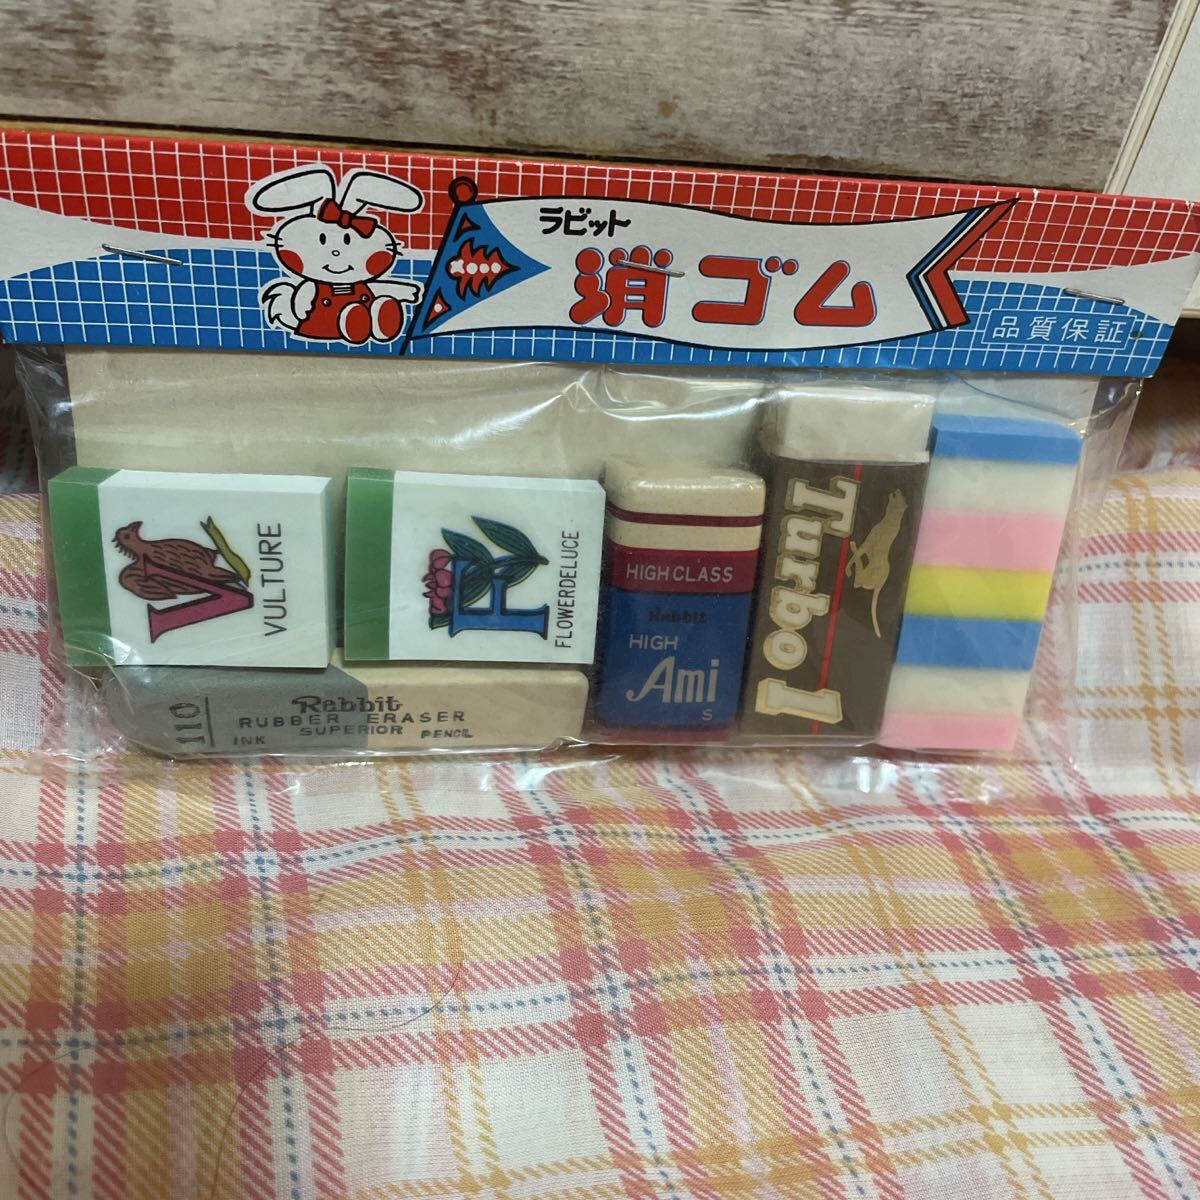 ラビット
消ゴム
品質保証
V
VULTURE
F
FLOWERDELUCE
110
Rabbit
RUBBER ERASER
SUPERIOR
INK
PENCIL
HIGH CLASS
Rabbit
HIGH
Ami
S
Turbo 1